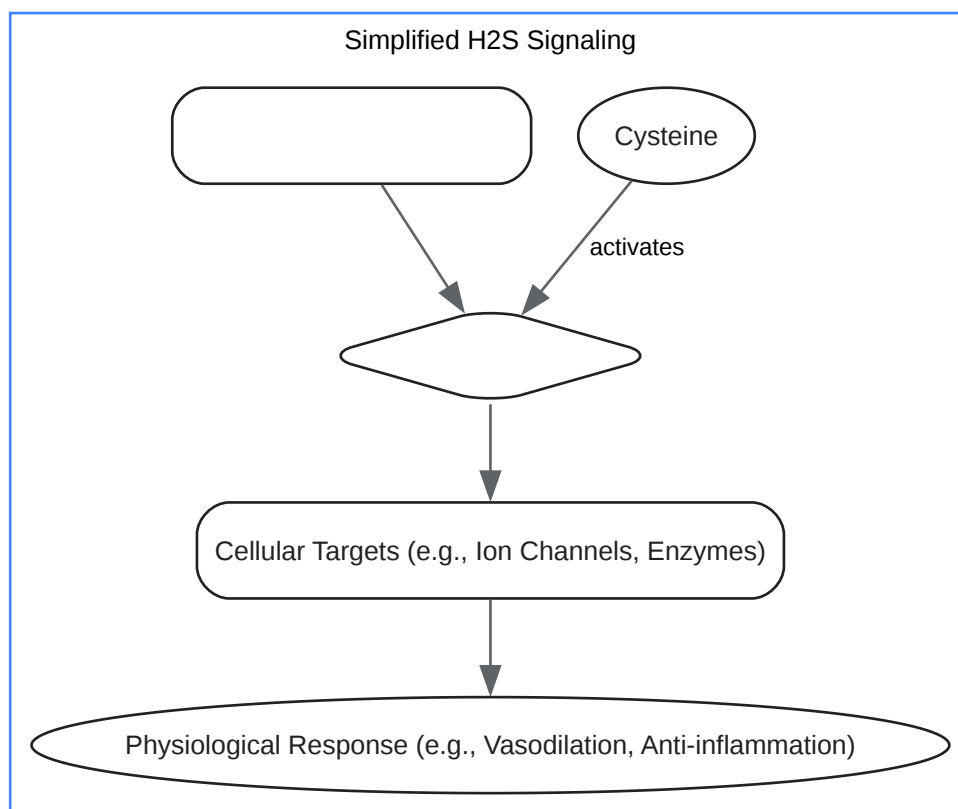 Simplified H2S Signaling
Cysteine
activates
Cellular Targets (e.g., Ion Channels, Enzymes)
Physiological Response (e.g., Vasodilation, Anti-inflammation)